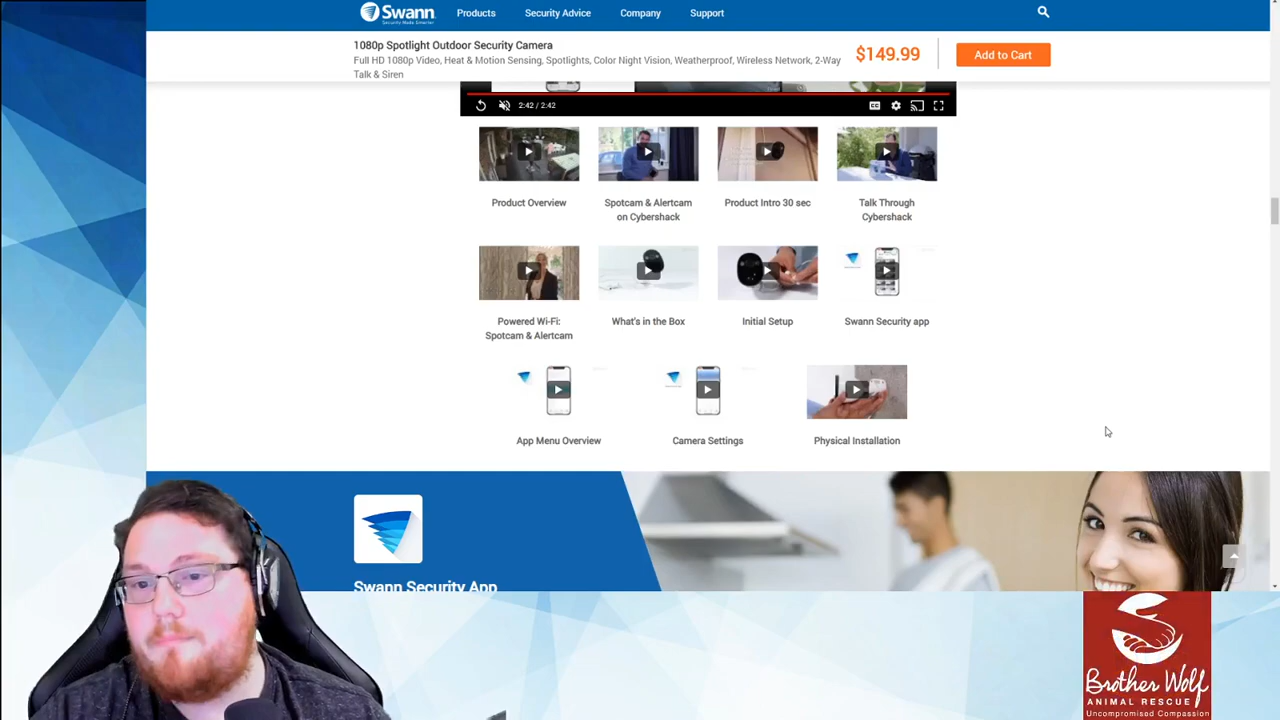 Swann
Security Made Smarter
Products
Security Advice
Company
Support
1080p Spotlight Outdoor Security Camera
Full HD 1080p Video, Heat & Motion Sensing, Spotlights, Color Night Vision, Weatherproof, Wireless Network, 2-Way
Talk & Siren
$149.99
Add to Cart
2:42 / 2:42
CC
Product Overview
Spotcam & Alertcam
on Cybershack
Product Intro 30 sec
Talk Through
Cybershack
Powered Wi-Fi:
Spotcam & Alertcam
What's in the Box
Initial Setup
Swann Security app
App Menu Overview
Camera Settings
Physical Installation
Swann Security App
Brother Wolf
ANIMAL RESCUE
Uncompromised Compassion